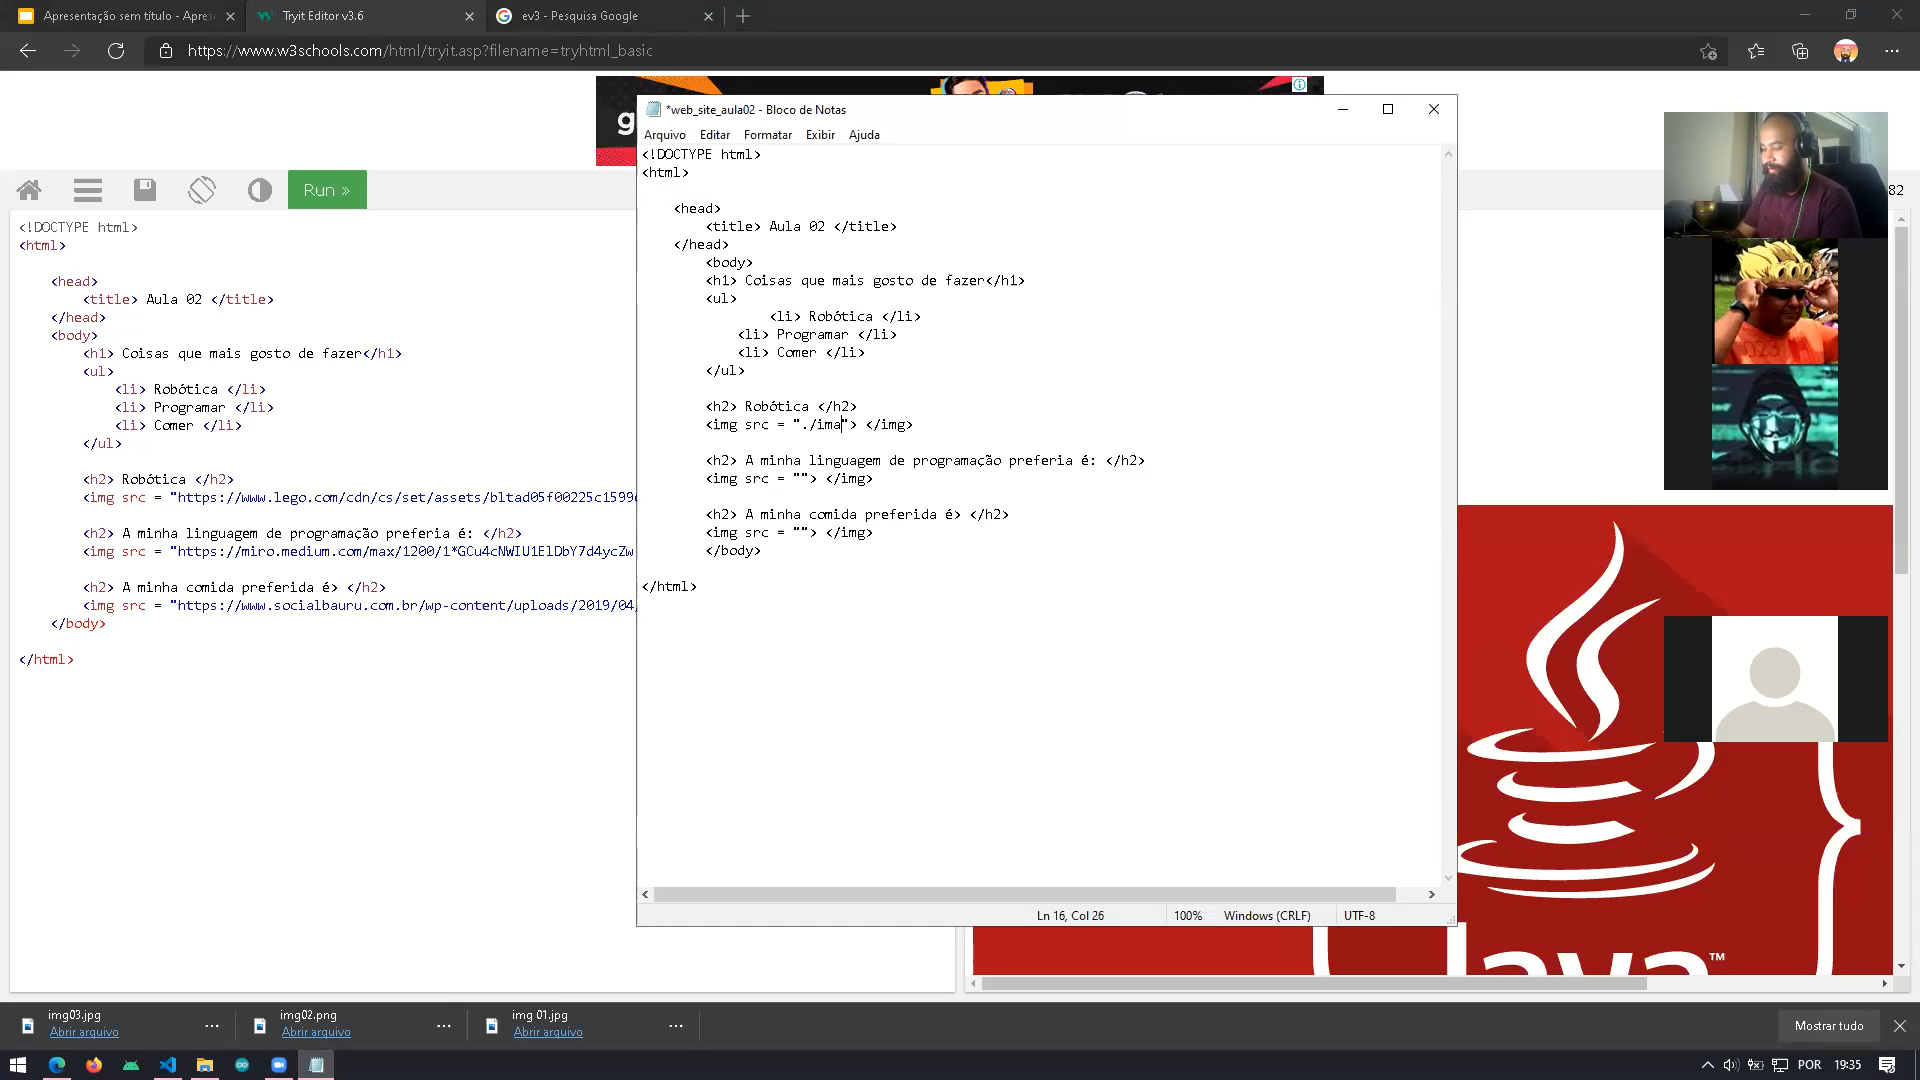 Apresentação sem título - Apres
Tryit Editor v3.6
ev3 - Pesquisa Google
https://www.w3schools.com/html/tryit.asp?filename=tryhtml_basic
*web_site_aula02 - Bloco de Notas
Arquivo Editar Formatar Exibir Ajuda
<!DOCTYPE html>
<html>
<head>
<title> Aula 02 </title>
</head>
<body>
<h1> Coisas que mais gosto de fazer</h1>
<ul>
<li> Robótica </li>
<li> Programar </li>
<li> Comer </li>
</ul>
<h2> Robótica </h2>
<img src = "./ima"> </img>
<h2> A minha linguagem de programação preferia é: </h2>
<img src = ""> </img>
<h2> A minha comida preferida é> </h2>
<img src = ""> </img>
</body>
</html>
Ln 16, Col 26
100%
Windows (CRLF)
UTF-8
Run »
82
<!DOCTYPE html>
<html>
<head>
<title> Aula 02 </title>
</head>
<body>
<h1> Coisas que mais gosto de fazer</h1>
<ul>
<li> Robótica </li>
<li> Programar </li>
<li> Comer </li>
</ul>
<h2> Robótica </h2>
<img src = "https://www.lego.com/cdn/cs/set/assets/bltad05f00225c1599
<h2> A minha linguagem de programação preferia é: </h2>
<img src = "https://miro.medium.com/max/1200/1*GCu4cNWIU1ElDbY7d4ycZw
<h2> A minha comida preferida é> </h2>
<img src = "https://www.socialbauru.com.br/wp-content/uploads/2019/04
</body>
</html>
TM
img03.jpg
Abrir arquivo
img02.png
Abrir arquivo
img 01.jpg
Abrir arquivo
Mostrar tudo
POR
19:35